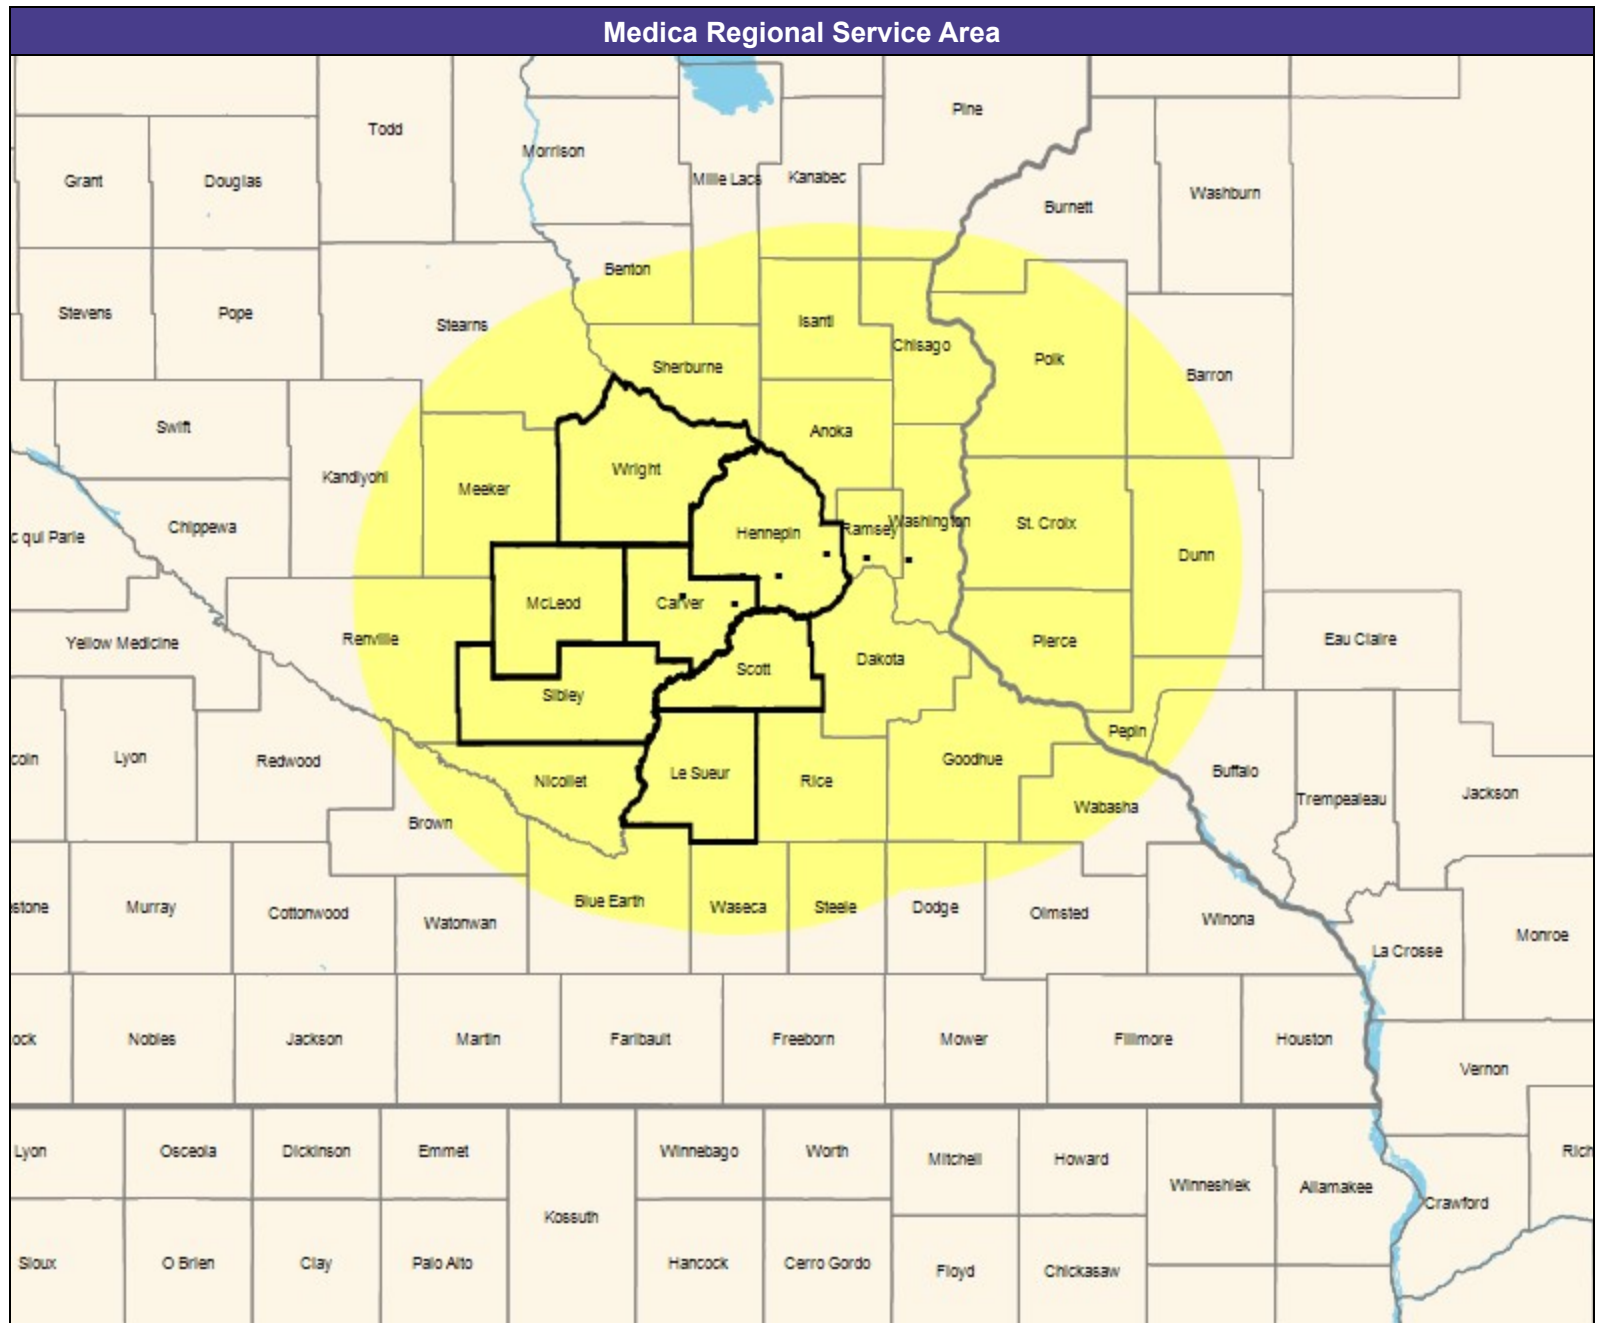 Medica Regional Service Area
Pine
Todd
Morrison
Mille Lacs
Kanabec
Grant
Douglas
Washburn
Burnett
Benton
Stevens
Pope
Stearns
Isanti
Chisago
Polk
Sherburne
Barron
Swift
Anoka
Wright
Kandiyohi
Meeker
Chippewa
c qui Parle
Hennepin
Ramsey
Washington
St. Croix
Dunn
McLeod
Carver
Yellow Medicine
Renville
Pierce
Eau Claire
Dakota
Scott
Sibley
Pepin
coln
Lyon
Redwood
Nicollet
Le Sueur
Rice
Goodhue
Buffalo
Trempealeau
Jackson
Wabasha
Brown
stone
Murray
Cottonwood
Watonwan
Blue Earth
Waseca
Steele
Dodge
Olmsted
Winona
La Crosse
Monroe
ock
Nobles
Jackson
Martin
Faribault
Freeborn
Mower
Fillmore
Houston
Vernon
Lyon
Osceola
Dickinson
Emmet
Winnebago
Worth
Mitchell
Howard
Winneshiek
Allamakee
Crawford
Rich
Kossuth
Sioux
O Brien
Clay
Palo Alto
Hancock
Cerro Gordo
Floyd
Chickasaw